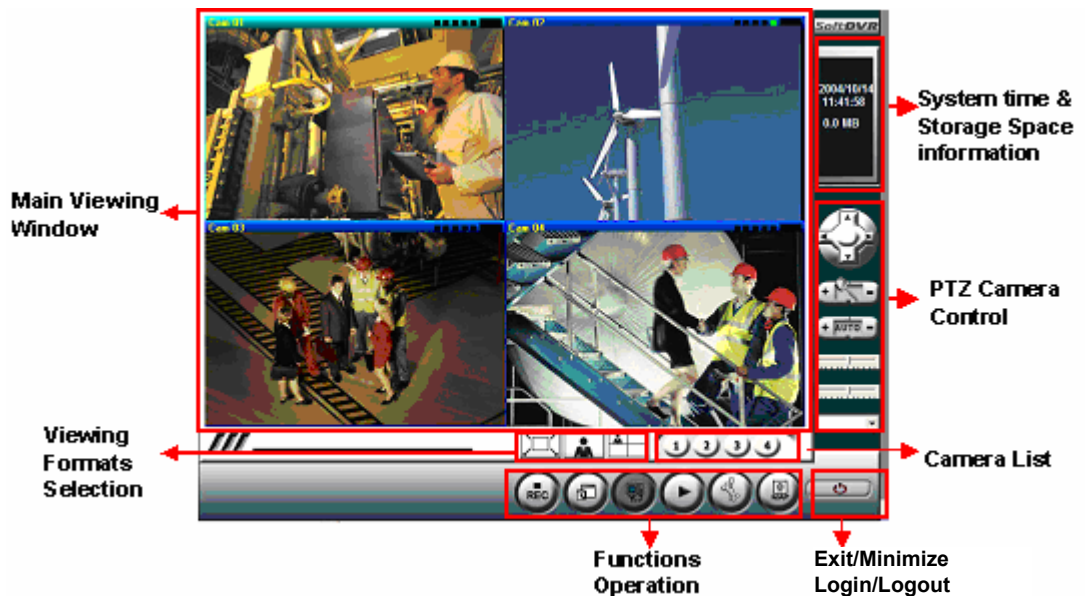 Cam 01
Cam 02
SoftDVR
2004/10/14
11:41:58
0.0 MB
System time &
Storage Space
information
Main Viewing
Window
Cam 03
Cam 04
+ -
+ AUTO -
PTZ Camera
Control
Viewing
Formats
Selection
1 2 3 4
Camera List
REC
Functions
Operation
Exit/Minimize
Login/Logout